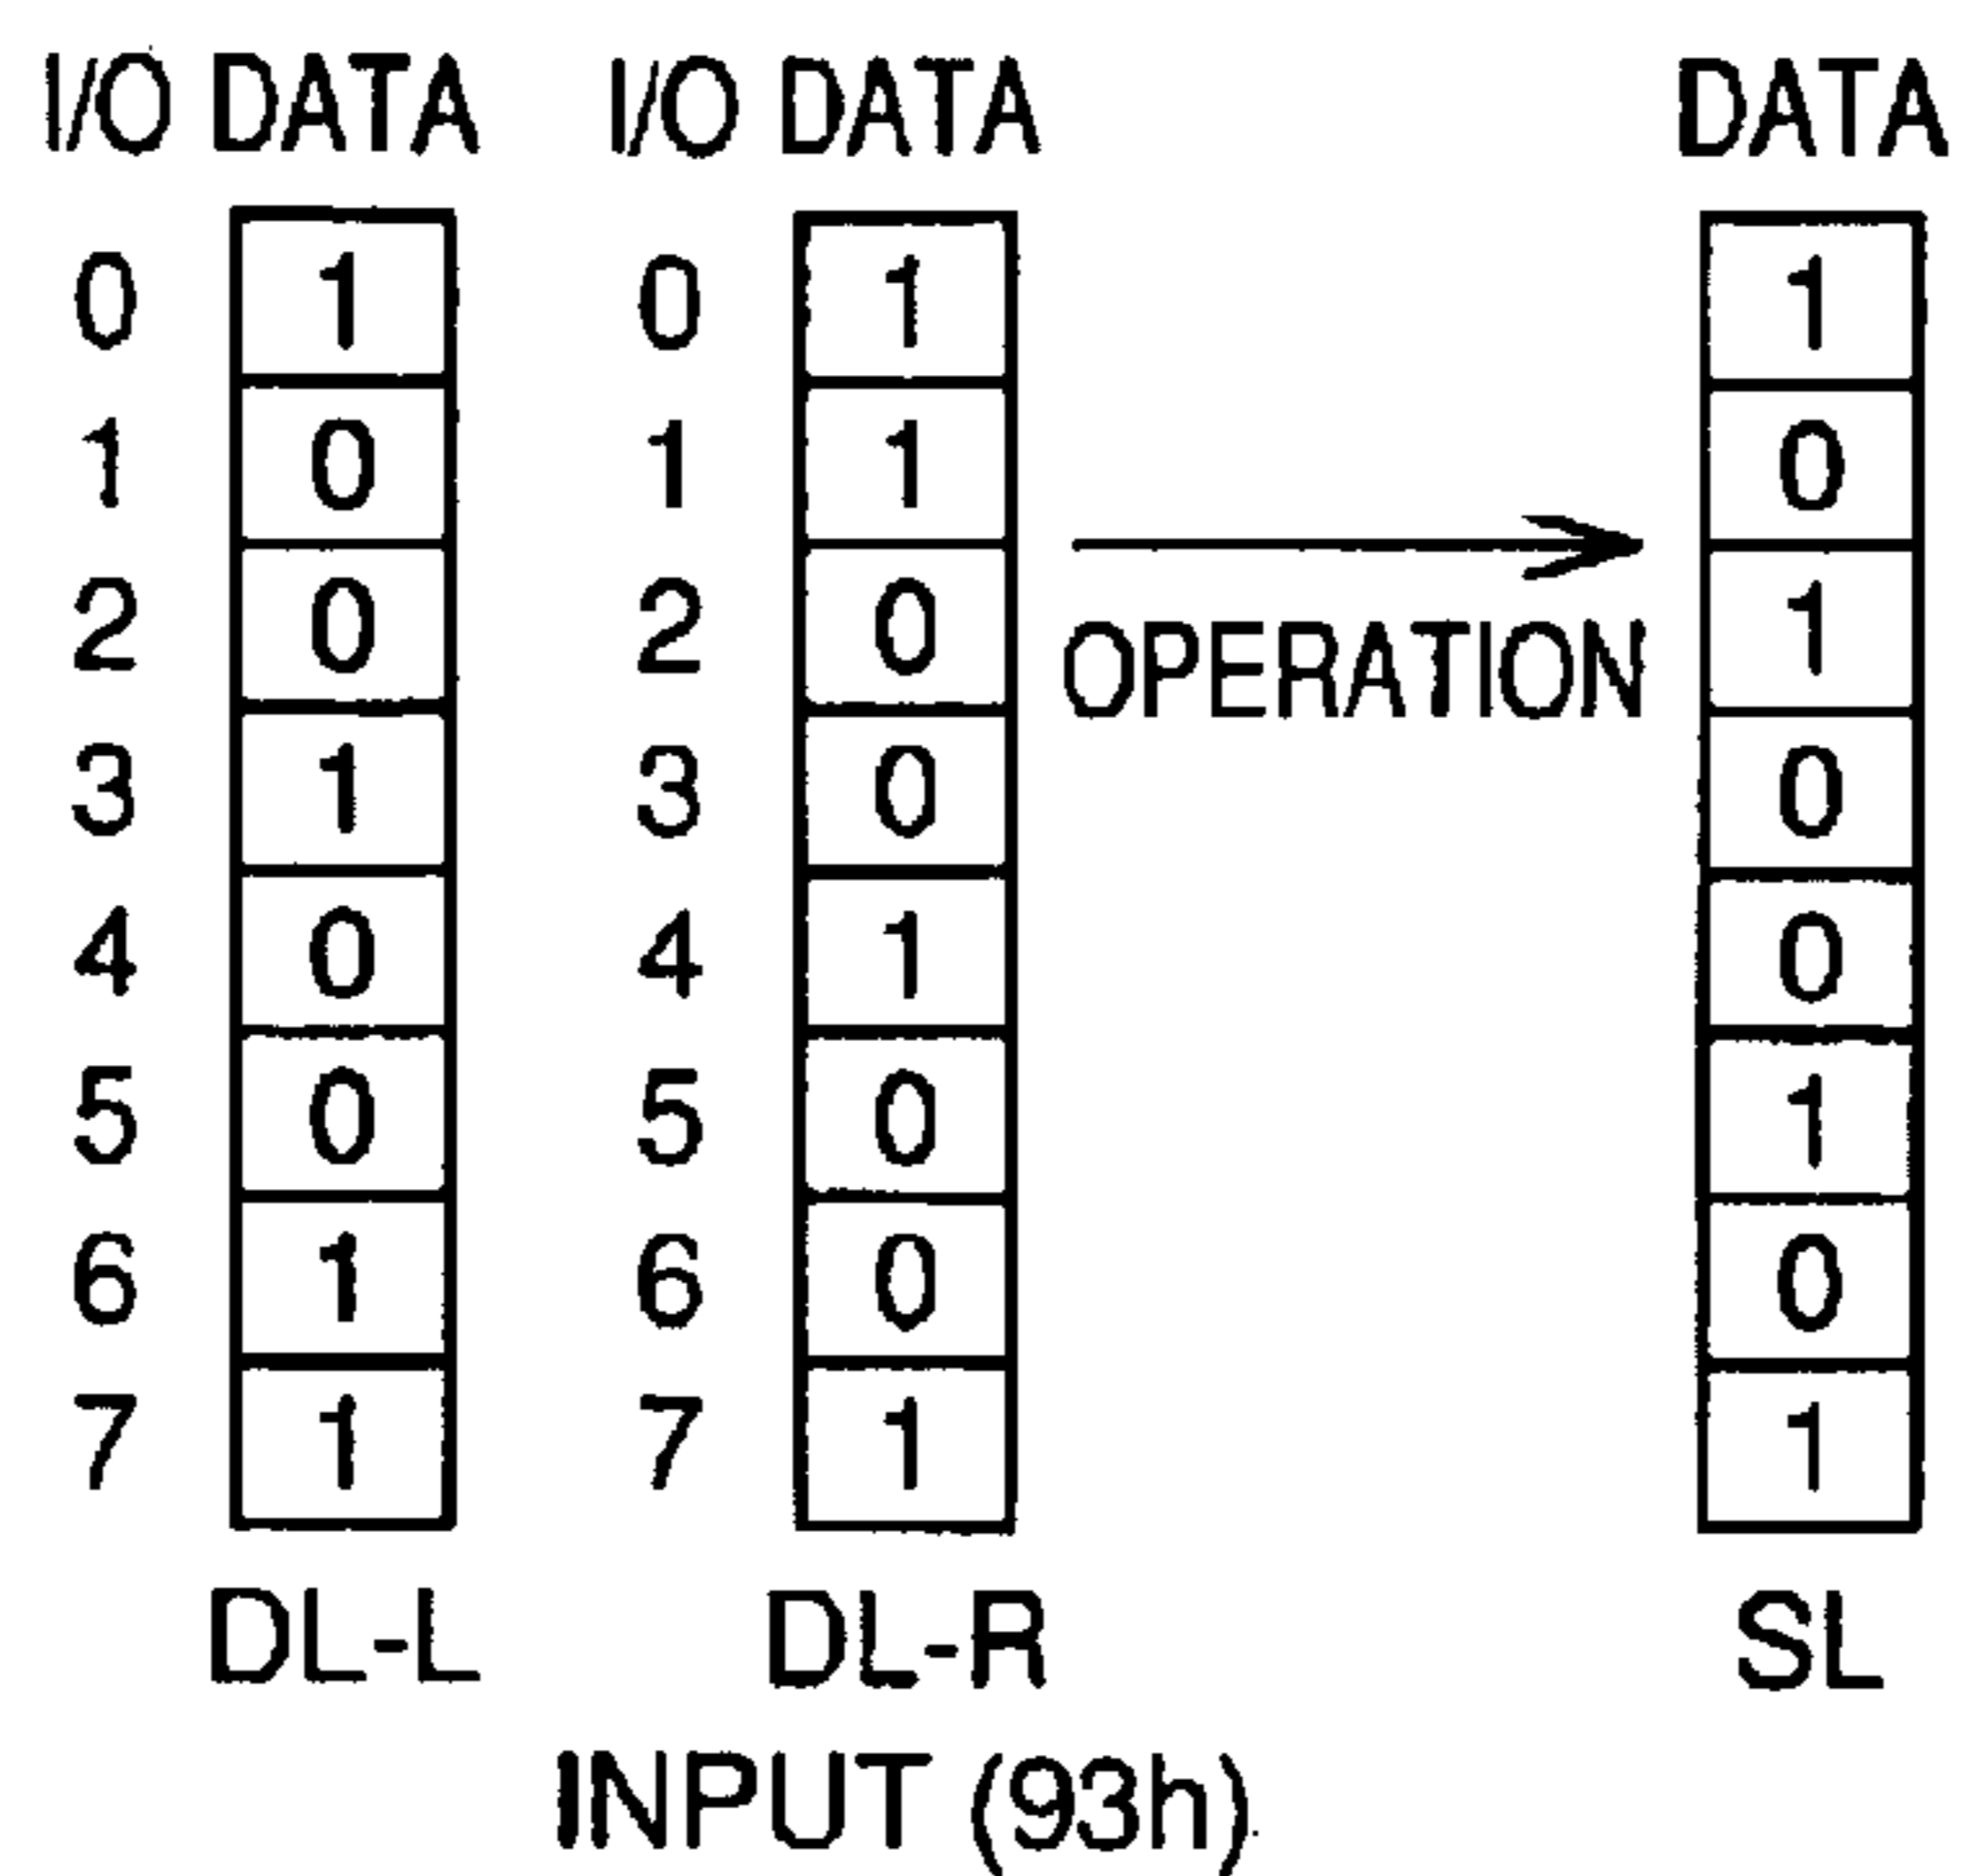 I/O DATA I/O DATA DATA
0 1 0 1 1
1 0 1 1 0
2 0 2 0 1
OPERATION
3 1 3 0 0
4 0 4 1 0
5 0 5 0 1
6 1 6 0 0
7 1 7 1 1
DL-L DL-R SL
INPUT (93h)